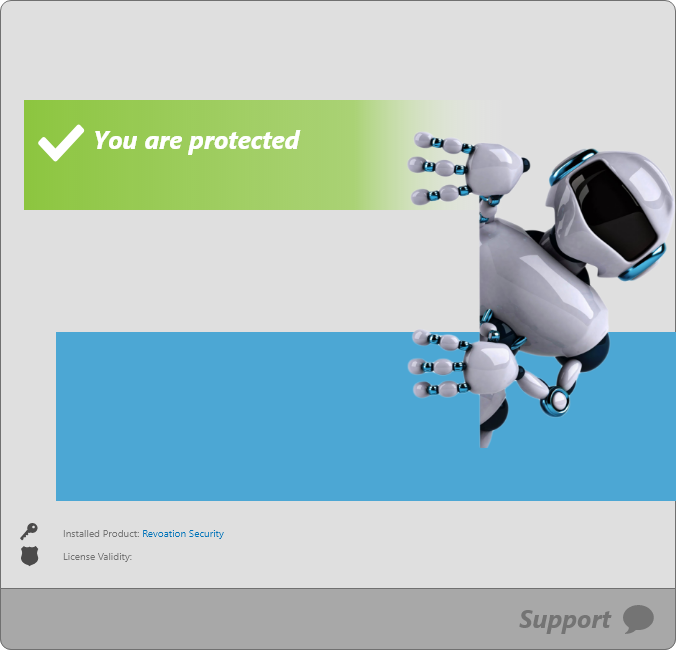 You are protected
Installed Product: Revoation Security
License Validity:
Support